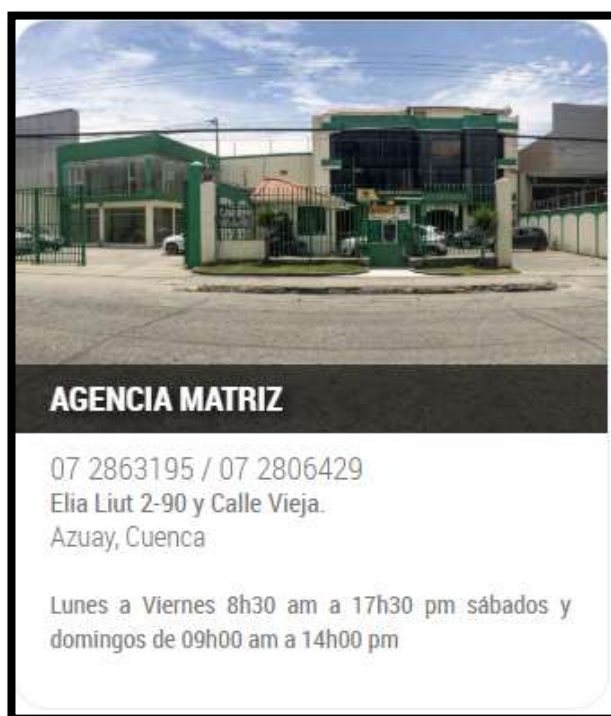 AGENCIA MATRIZ
07 2863195 / 07 2806429
Elia Liut 2-90 y Calle Vieja.
Azuay, Cuenca
Lunes a Viernes 8h30 am a 17h30 pm sábados y
domingos de 09h00 am a 14h00 pm